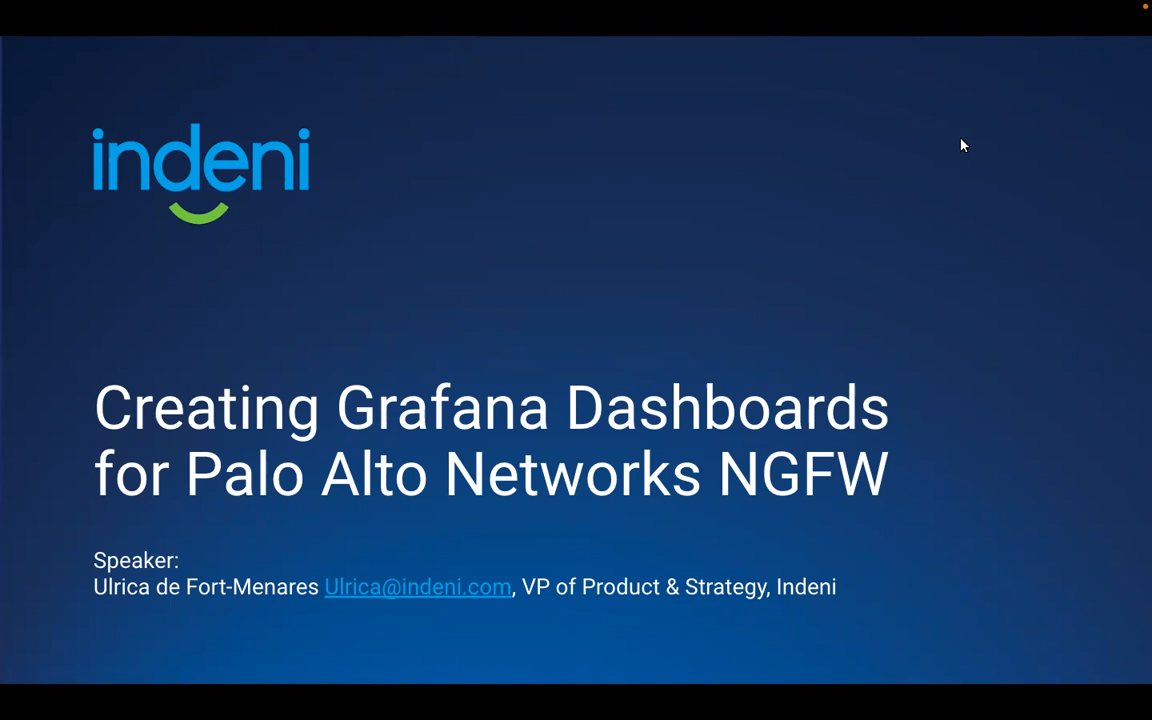 indeni
Creating Grafana Dashboards
for Palo Alto Networks NGFW
Speaker:
Ulrica de Fort-Menares Ulrica@indeni.com, VP of Product & Strategy, Indeni